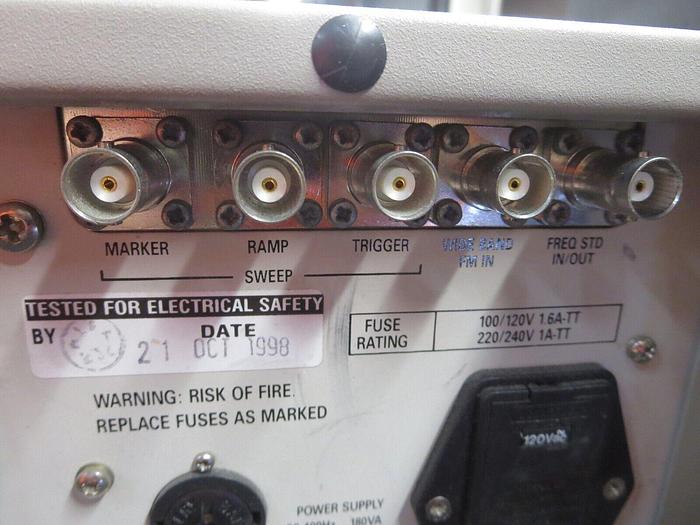 MARKER
RAMP
TRIGGER
WIDE BAND
FM IN
FREQ STD
IN/OUT
SWEEP
TESTED FOR ELECTRICAL SAFETY
BY
DATE
21 OCT 1998
FUSE
RATING
100/120V 1.6A-TT
220/240V 1A-TT
WARNING: RISK OF FIRE.
REPLACE FUSES AS MARKED
120Vac
POWER SUPPLY
180VA